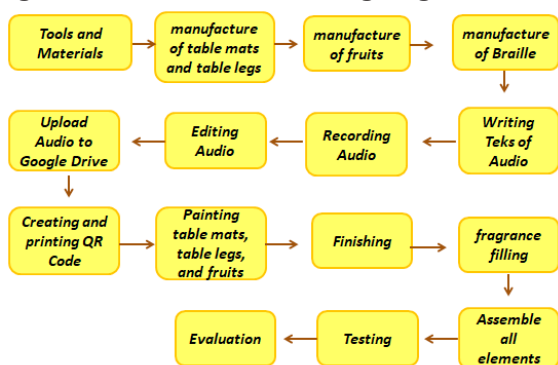 Tools and
Materials
manufacture
of table mats
and table legs
manufacture
of fruits
manufacture
of Braille
Writing
Teks of
Audio
Recording
Audio
Editing
Audio
Upload
Audio to
Google Drive
Creating and
printing QR
Code
Painting
table mats,
table legs,
and fruits
Finishing
fragrance
filling
Assemble
all
elements
Testing
Evaluation